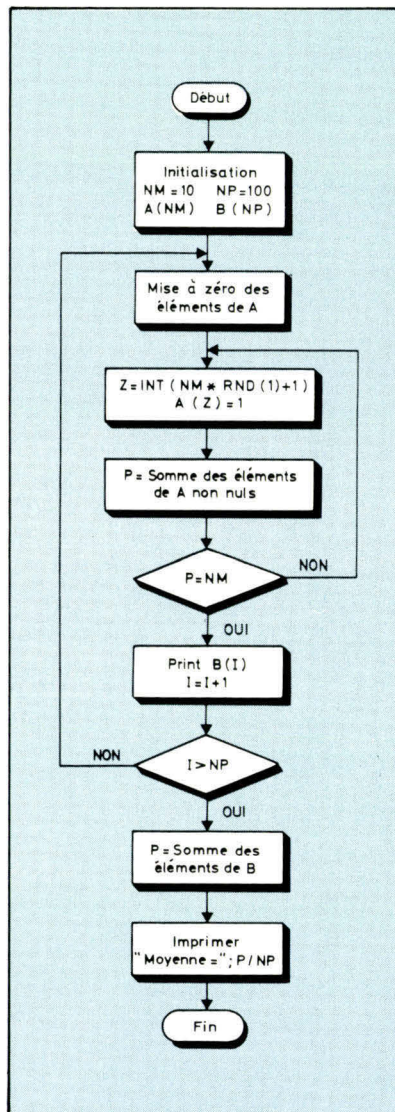 Début
Initialisation
NM=10 NP=100
A(NM) B(NP)
Mise à zéro des
éléments de A
Z=INT(NM* RND(1)+1)
A(Z)=1
P=Somme des éléments
de A non nuls
P=NM
NON
OUI
Print B(I)
I=I+1
NON
I>NP
OUI
P=Somme des
éléments de B
Imprimer
"Moyenne="; P/NP
Fin